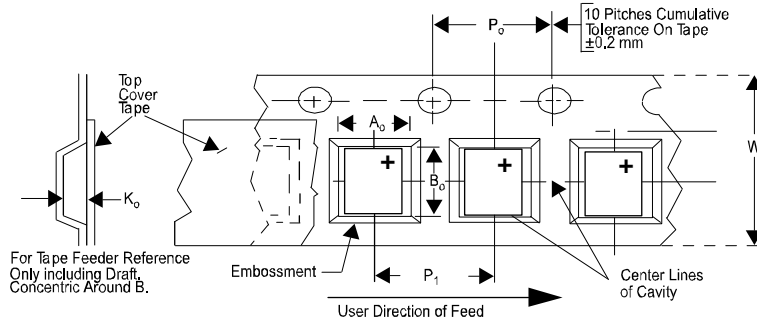 10 Pitches Cumulative
Tolerance On Tape
±0.2 mm
Po
Top
Cover
Tape
Ao
W
+
+
+
Bo
Ko
For Tape Feeder Reference
Only including Draft.
Concentric Around B.
Embossment
P1
Center Lines
of Cavity
User Direction of Feed